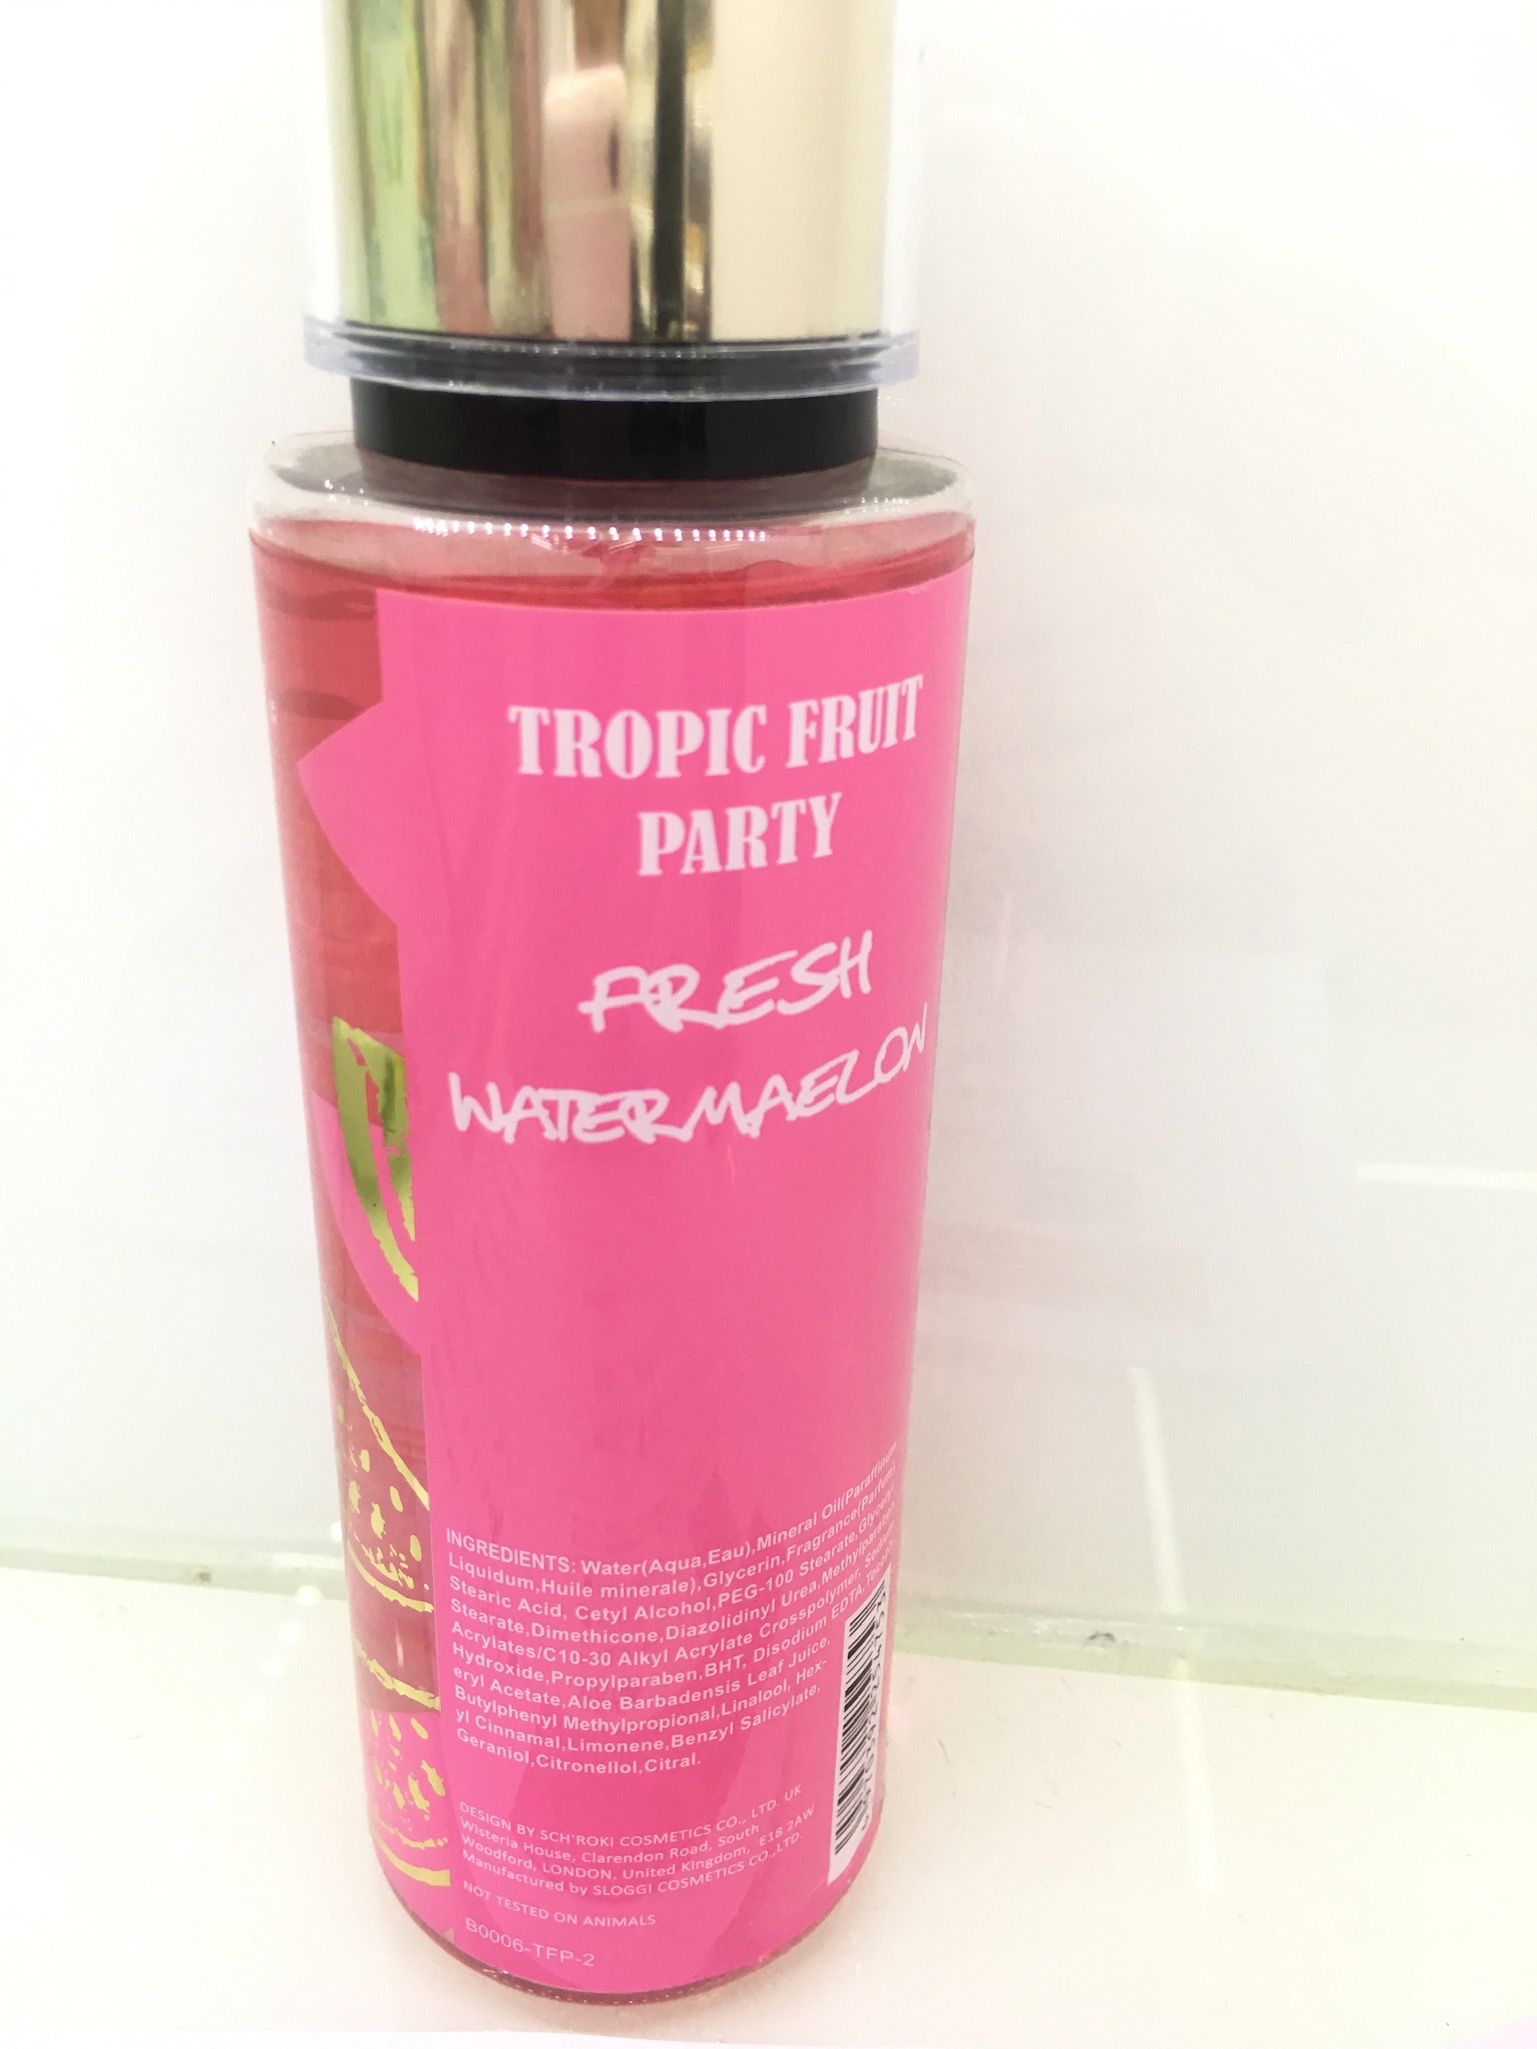 TROPIC FRUIT
PARTY
FRESH
WATERMAELON
INGREDIENTS: Water(Aqua,Eau),Mineral Oil(Paraffinum
Liquidum,Huile minerale),Glycerin,Fragrance(Parfum),
Stearic Acid, Cetyl Alcohol,PEG-100 Stearate,Glyceryl
Stearate,Dimethicone,Diazolidinyl Urea,Methylparaben,
Acrylates/C10-30 Alkyl Acrylate Crosspolymer, Sodium
Hydroxide,Propylparaben,BHT, Disodium EDTA,Tocoph-
eryl Acetate,Aloe Barbadensis Leaf Juice,
Butylphenyl Methylpropional,Linalool, Hex-
yl Cinnamal,Limonene,Benzyl Salicylate,
Geraniol,Citronellol,Citral.
DESIGN BY SCH'ROKI COSMETICS CO., LTD. UK
Wisteria House, Clarendon Road, South
Woodford, LONDON, United Kingdom, E18 2AW
Manufactured by SLOGGI COSMETICS CO.,LTD.
NOT TESTED ON ANIMALS
B0006-TFP-2